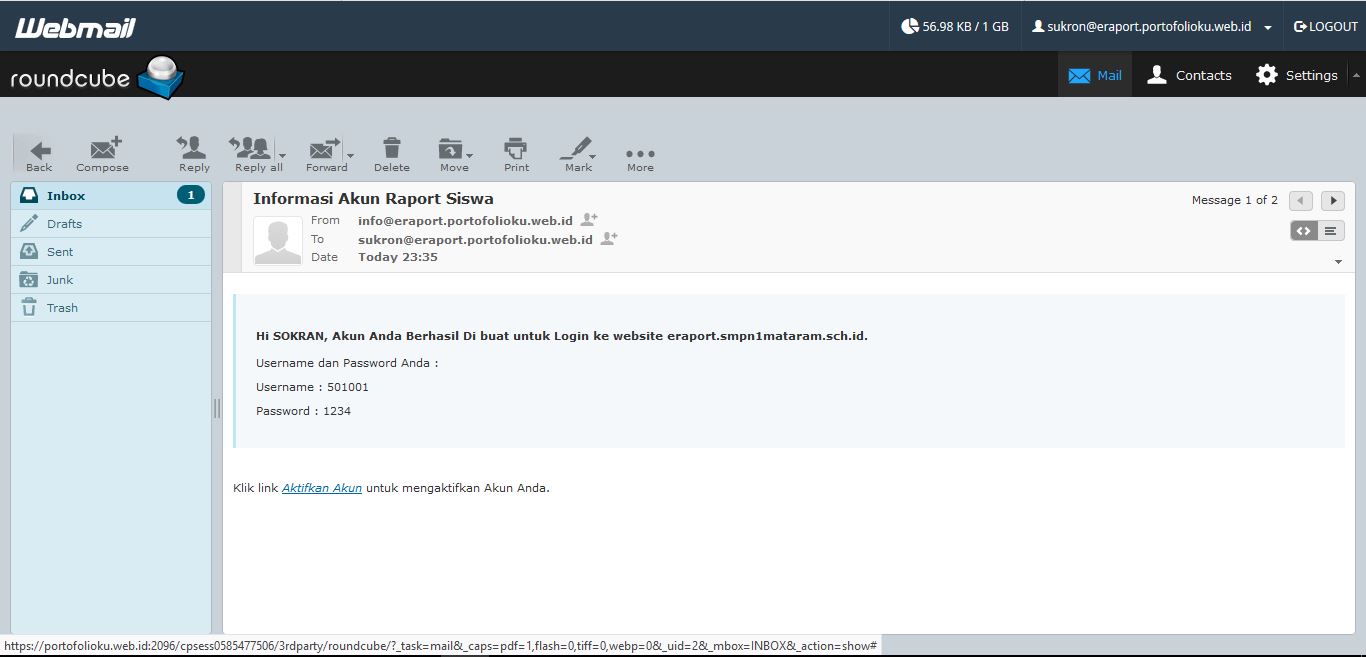 Webmail
56.98 KB / 1 GB
sukron@eraport.portofolioku.web.id
LOGOUT
roundcube
Mail
Contacts
Settings
Back
Compose
Reply
Reply all
Forward
Delete
Move
Print
Mark
More
Inbox
1
Drafts
Sent
Junk
Trash
Informasi Akun Raport Siswa
Message 1 of 2
From info@eraport.portofolioku.web.id
To sukron@eraport.portofolioku.web.id
Date Today 23:35
Hi SOKRAN, Akun Anda Berhasil Di buat untuk Login ke website eraport.smpn1mataram.sch.id.
Username dan Password Anda :
Username : 501001
Password : 1234
Klik link Aktifkan Akun untuk mengaktifkan Akun Anda.
https://portofolioku.web.id:2096/cpsess0585477506/3rdparty/roundcube/?_task=mail&_caps=pdf=1,flash=0,tiff=0,webp=0&_uid=2&_mbox=INBOX&_action=show#